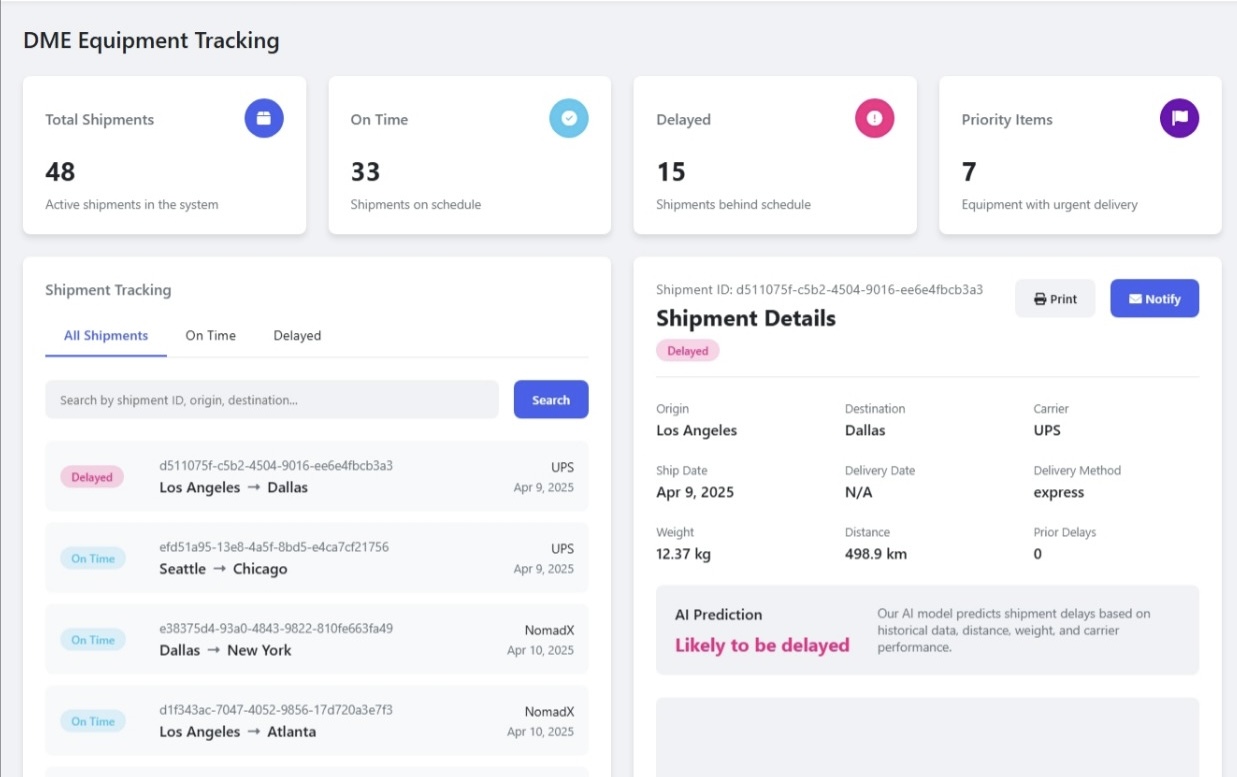 DME Equipment Tracking
Total Shipments
48
Active shipments in the system
On Time
33
Shipments on schedule
Delayed
15
Shipments behind schedule
Priority Items
7
Equipment with urgent delivery
Shipment Tracking
All Shipments On Time Delayed
Search by shipment ID, origin, destination... Search
Delayed
d511075f-c5b2-4504-9016-ee6e4fbcb3a3 UPS
Los Angeles → Dallas Apr 9, 2025
On Time
efd51a95-13e8-4a5f-8bd5-e4ca7cf21756 UPS
Seattle → Chicago Apr 9, 2025
On Time
e38375d4-93a0-4843-9822-810fe663fa49 NomadX
Dallas → New York Apr 10, 2025
On Time
d1f343ac-7047-4052-9856-17d720a3e7f3 NomadX
Los Angeles → Atlanta Apr 10, 2025
Shipment ID: d511075f-c5b2-4504-9016-ee6e4fbcb3a3
Shipment Details
Delayed
Print Notify
Origin Destination Carrier
Los Angeles Dallas UPS
Ship Date Delivery Date Delivery Method
Apr 9, 2025 N/A express
Weight Distance Prior Delays
12.37 kg 498.9 km 0
AI Prediction
Likely to be delayed
Our AI model predicts shipment delays based on
historical data, distance, weight, and carrier
performance.